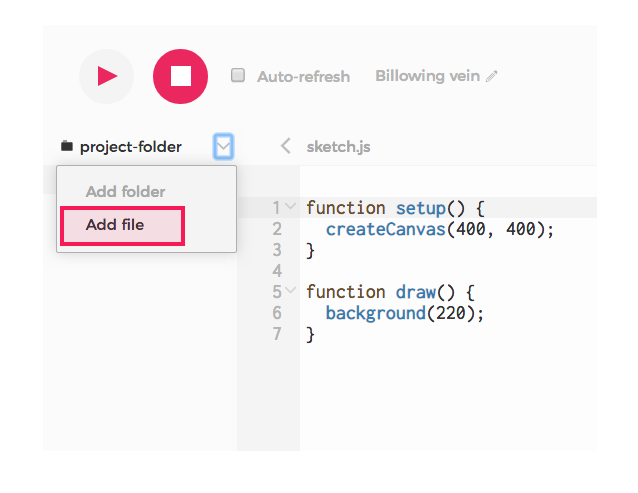 Auto-refresh Billowing vein
project-folder
sketch.js
Add folder
Add file
1 function setup() {
2 createCanvas(400, 400);
3 }
4
5 function draw() {
6 background(220);
7 }